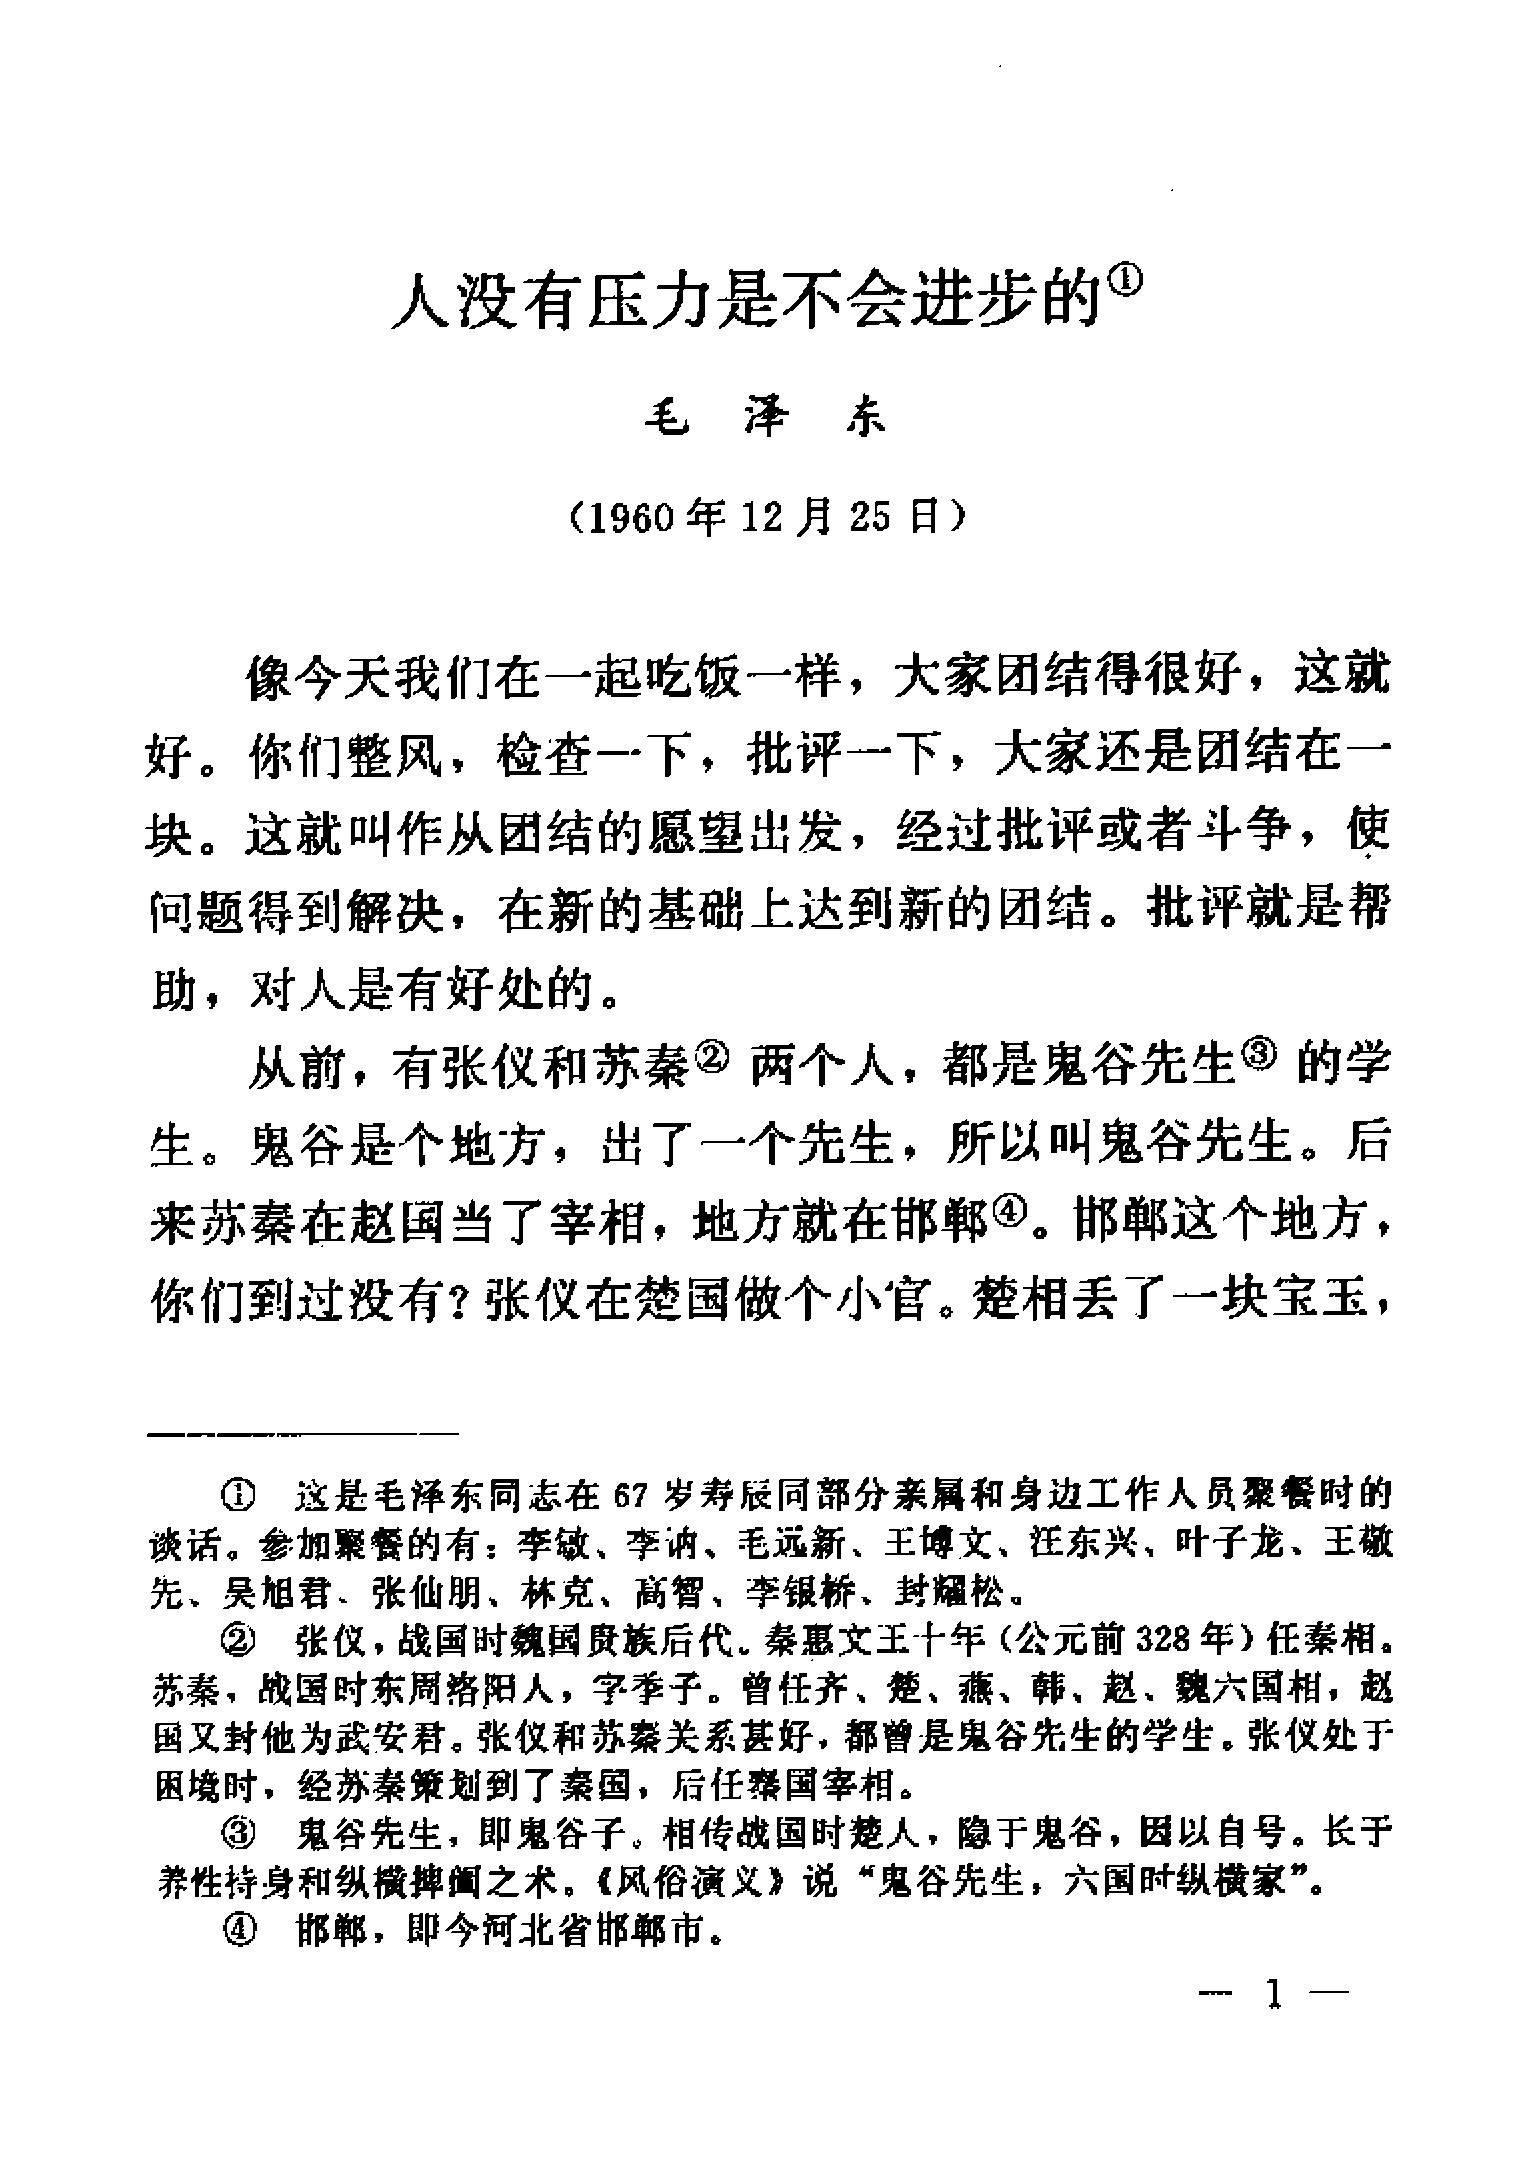 人没有压力是不会进步的①
毛 泽 东
（1960 年 12 月 25 日）
像今天我们在一起吃饭一样，大家团结得很好，这就
好。你们整风，检查一下，批评一下，大家还是团结在一
块。这就叫作从团结的愿望出发，经过批评或者斗争，使
问题得到解决，在新的基础上达到新的团结。批评就是帮
助，对人是有好处的。
从前，有张仪和苏秦② 两个人，都是鬼谷先生③ 的学
生。鬼谷是个地方，出了一个先生，所以叫鬼谷先生。后
来苏秦在赵国当了宰相，地方就在邯郸④。邯郸这个地方，
你们到过没有？张仪在楚国做个小官。楚相丢了一块宝玉，
① 这是毛泽东同志在 67 岁寿辰同部分亲属和身边工作人员聚餐时的
谈话。参加聚餐的有：李敏、李讷、毛远新、王博文、汪东兴、叶子龙、王敬
先、吴旭君、张仙朋、林克、高智、李银桥、封耀松。
② 张仪，战国时魏国贵族后代。秦惠文王十年（公元前 328 年）任秦相。
苏秦，战国时东周洛阳人，字季子。曾任齐、楚、燕、韩、赵、魏六国相，赵
国又封他为武安君。张仪和苏秦关系甚好，都曾是鬼谷先生的学生。张仪处于
困境时，经苏秦策划到了秦国，后任秦国宰相。
③ 鬼谷先生，即鬼谷子。相传战国时楚人，隐于鬼谷，因以自号。长于
养性持身和纵横捭阖之术。《风俗演义》说“鬼谷先生，六国时纵横家”。
④ 邯郸，即今河北省邯郸市。
— 1 —